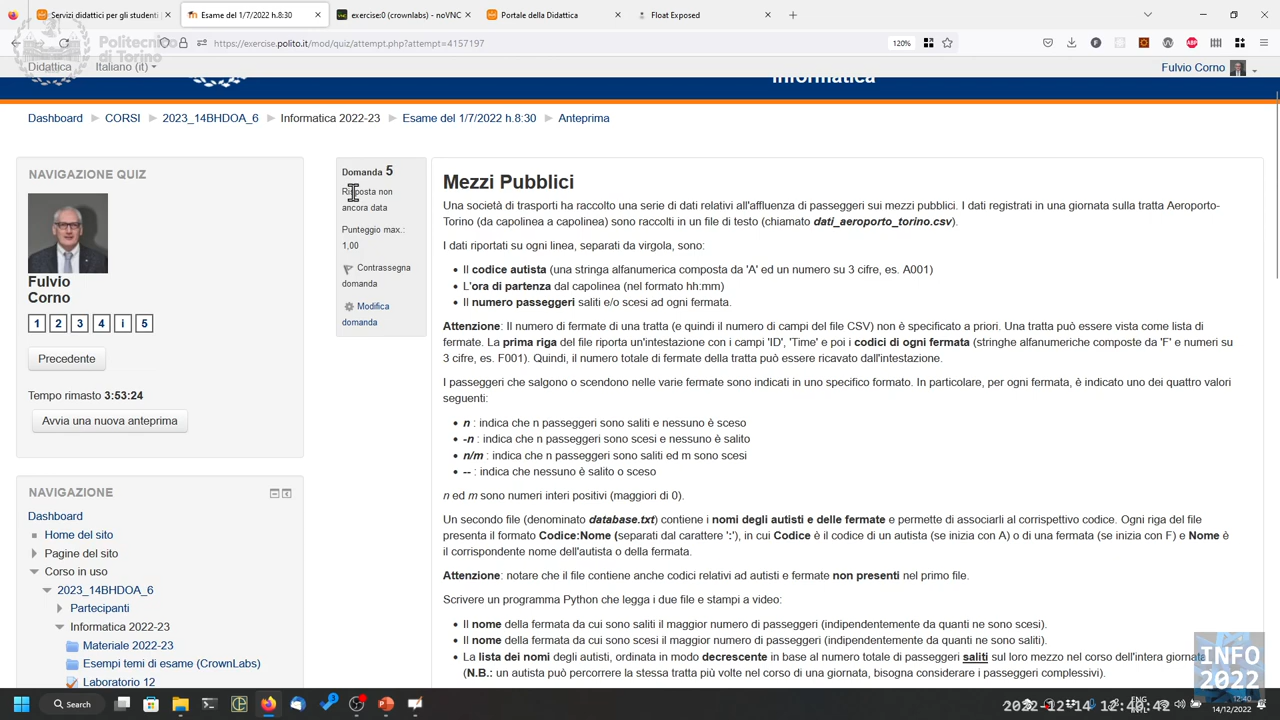 Servizi didattici per gli studenti
Esame del 1/7/2022 h.8:30
exercise:0 (crownlabs) - noVNC
Portale della Didattica
Float Exposed
https://exercise.polito.it/mod/quiz/attempt.php?attempt=4157197
120%
Politecnico
di Torino
Didattica
Italiano (it)
Fulvio Corno
Informatica
Dashboard
CORSI
2023_14BHDOA_6
Informatica 2022-23
Esame del 1/7/2022 h.8:30
Anteprima
NAVIGAZIONE QUIZ
Fulvio
Corno
1 2 3 4 i 5
Precedente
Tempo rimasto 3:53:24
Avvia una nuova anteprima
NAVIGAZIONE
Dashboard
Home del sito
Pagine del sito
Corso in uso
2023_14BHDOA_6
Partecipanti
Informatica 2022-23
Materiale 2022-23
Esempi temi di esame (CrownLabs)
Laboratorio 12
Domanda 5
Risposta non
ancora data
Punteggio max.:
1,00
Contrassegna
domanda
Modifica
domanda
Mezzi Pubblici
Una società di trasporti ha raccolto una serie di dati relativi all'affluenza di passeggeri sui mezzi pubblici. I dati registrati in una giornata sulla tratta Aeroporto-
Torino (da capolinea a capolinea) sono raccolti in un file di testo (chiamato dati_aeroporto_torino.csv).
I dati riportati su ogni linea, separati da virgola, sono:
Il codice autista (una stringa alfanumerica composta da 'A' ed un numero su 3 cifre, es. A001)
L'ora di partenza dal capolinea (nel formato hh:mm)
Il numero passeggeri saliti e/o scesi ad ogni fermata.
Attenzione: Il numero di fermate di una tratta (e quindi il numero di campi del file CSV) non è specificato a priori. Una tratta può essere vista come lista di
fermate. La prima riga del file riporta un'intestazione con i campi 'ID', 'Time' e poi i codici di ogni fermata (stringhe alfanumeriche composte da 'F' e numeri su
3 cifre, es. F001). Quindi, il numero totale di fermate della tratta può essere ricavato dall'intestazione.
I passeggeri che salgono o scendono nelle varie fermate sono indicati in uno specifico formato. In particolare, per ogni fermata, è indicato uno dei quattro valori
seguenti:
n : indica che n passeggeri sono saliti e nessuno è sceso
-n : indica che n passeggeri sono scesi e nessuno è salito
n/m : indica che n passeggeri sono saliti ed m sono scesi
-- : indica che nessuno è salito o sceso
n ed m sono numeri interi positivi (maggiori di 0).
Un secondo file (denominato database.txt) contiene i nomi degli autisti e delle fermate e permette di associarli al corrispettivo codice. Ogni riga del file
presenta il formato Codice:Nome (separati dal carattere ':'), in cui Codice è il codice di un autista (se inizia con A) o di una fermata (se inizia con F) e Nome è
il corrispondente nome dell'autista o della fermata.
Attenzione: notare che il file contiene anche codici relativi ad autisti e fermate non presenti nel primo file.
Scrivere un programma Python che legga i due file e stampi a video:
Il nome della fermata da cui sono saliti il maggior numero di passeggeri (indipendentemente da quanti ne sono scesi).
Il nome della fermata da cui sono scesi il maggior numero di passeggeri (indipendentemente da quanti ne sono saliti).
La lista dei nomi degli autisti, ordinata in modo decrescente in base al numero totale di passeggeri saliti sul loro mezzo nel corso dell'intera giornata
(N.B.: un autista può percorrere la stessa tratta più volte nel corso di una giornata, bisogna considerare i passeggeri complessivi).
INFO
2022
Search
ENG
12:40
14/12/2022
2022-12-14 12:40:42